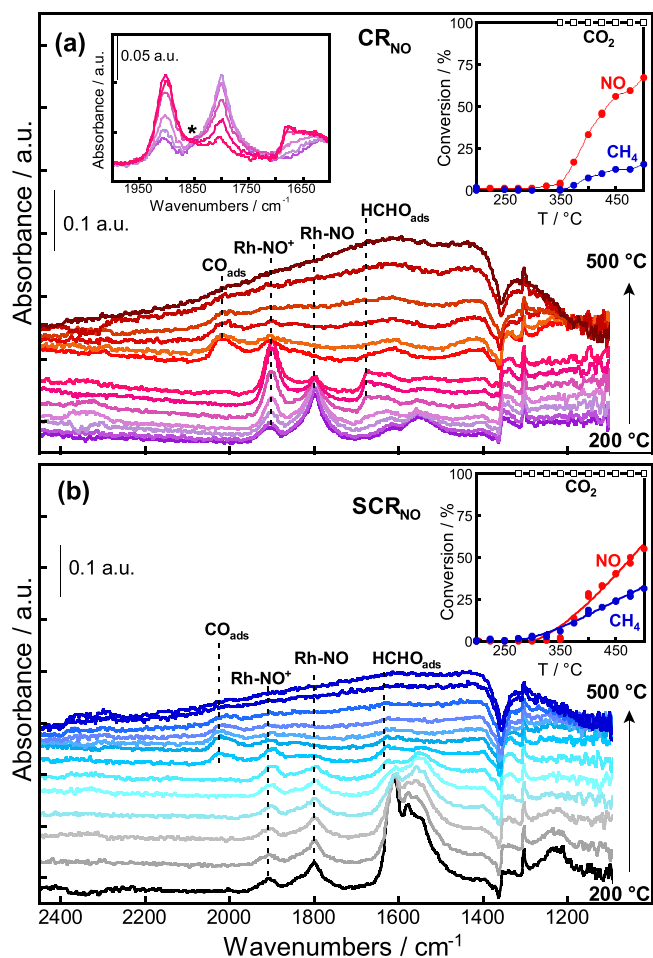 (a)
CR_NO
0.05 a.u.
*
Absorbance / a.u.
1950
1850
1750
1650
Wavenumbers / cm⁻¹
100
75
50
25
0
Conversion / %
CO₂
NO
CH₄
250
350
450
T / °C
Absorbance / a.u.
0.1 a.u.
CO_ads
Rh-NO⁺
Rh-NO
HCHO_ads
500 °C
200 °C
(b)
SCR_NO
0.1 a.u.
100
75
50
25
0
Conversion / %
CO₂
NO
CH₄
250
350
450
T / °C
Absorbance / a.u.
CO_ads
Rh-NO⁺
Rh-NO
HCHO_ads
500 °C
200 °C
2400
2200
2000
1800
1600
1400
1200
Wavenumbers / cm⁻¹